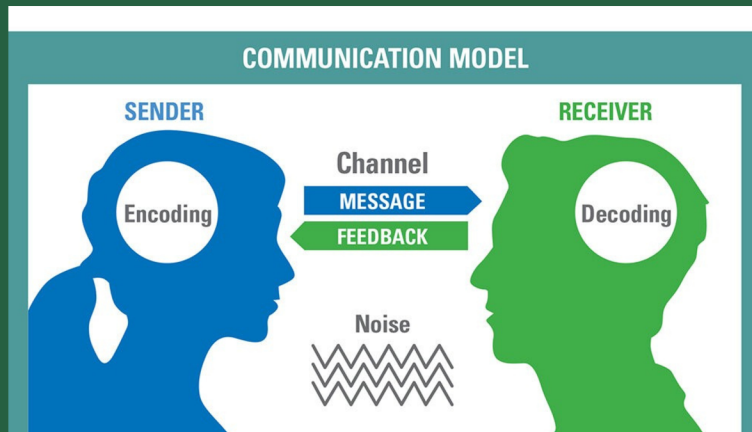 COMMUNICATION MODEL
SENDER
RECEIVER
Channel
Encoding
MESSAGE
Decoding
FEEDBACK
Noise